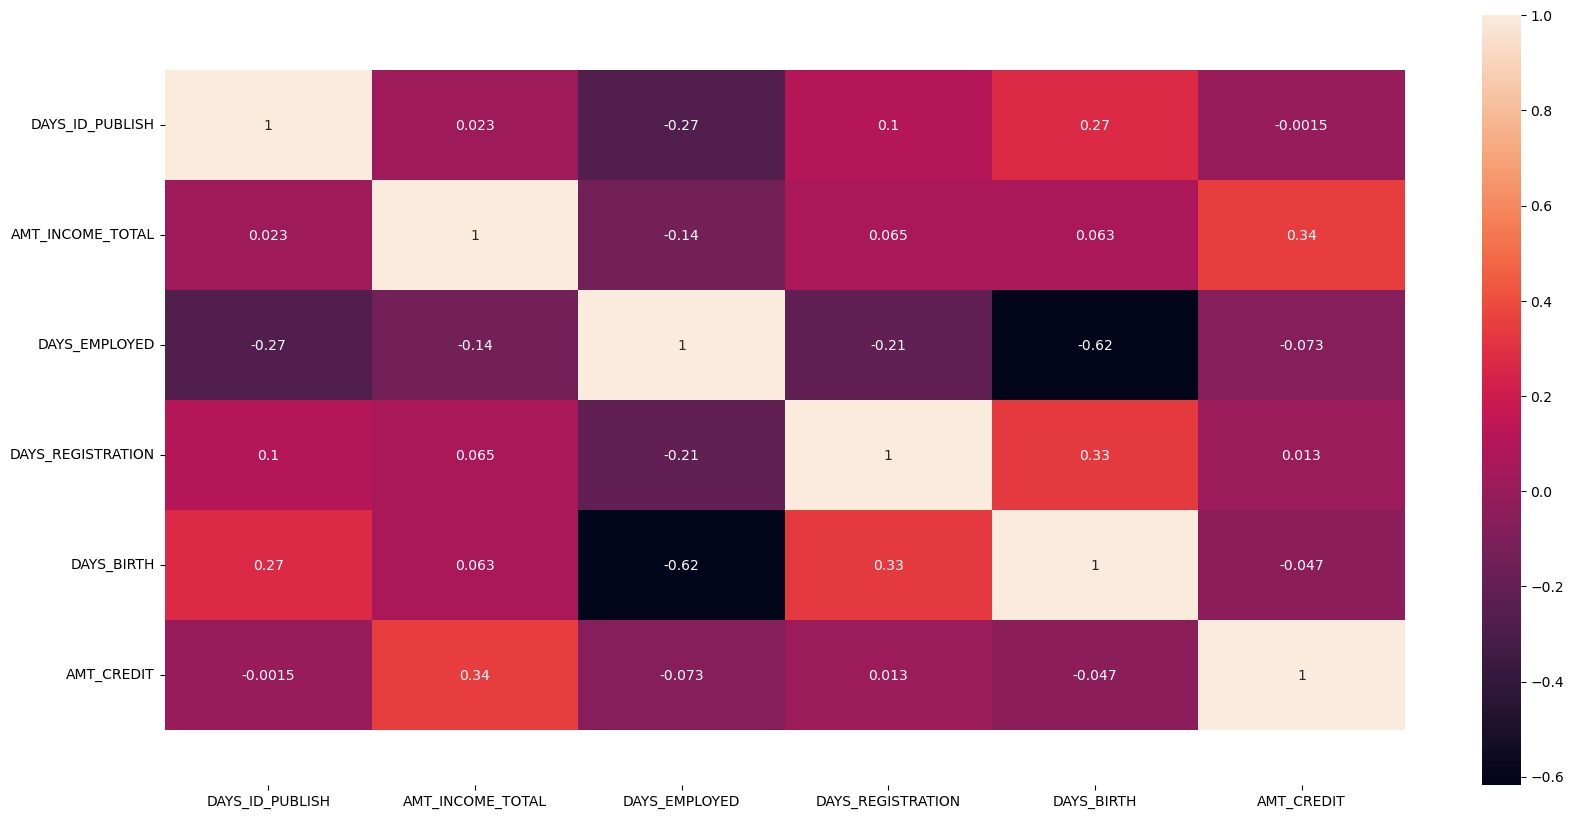 1.0
DAYS_ID_PUBLISH 1 0.023 -0.27 0.1 0.27 -0.0015
0.8
AMT_INCOME_TOTAL 0.023 1 -0.14 0.065 0.063 0.34
0.6
DAYS_EMPLOYED -0.27 -0.14 1 -0.21 -0.62 -0.073
0.4
0.2
DAYS_REGISTRATION 0.1 0.065 -0.21 1 0.33 0.013
0.0
DAYS_BIRTH 0.27 0.063 -0.62 0.33 1 -0.047
−0.2
AMT_CREDIT -0.0015 0.34 -0.073 0.013 -0.047 1
−0.4
−0.6
DAYS_ID_PUBLISH AMT_INCOME_TOTAL DAYS_EMPLOYED DAYS_REGISTRATION DAYS_BIRTH AMT_CREDIT